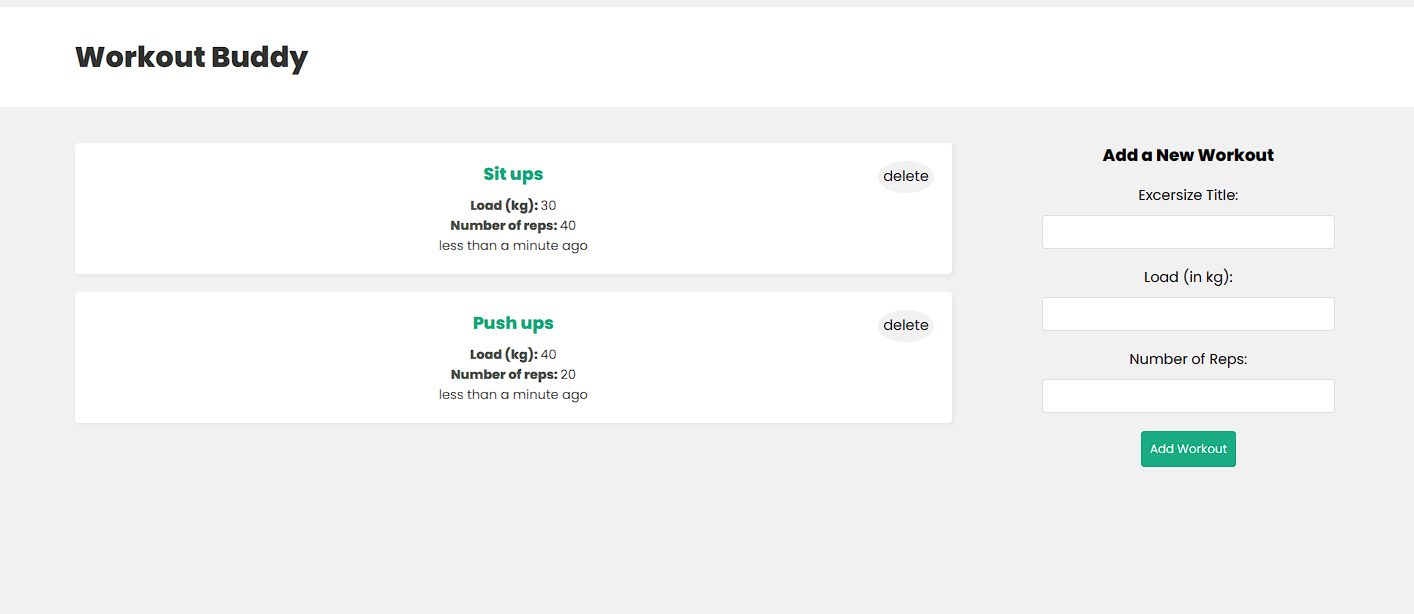 Workout Buddy
Sit ups
delete
Load (kg): 30
Number of reps: 40
less than a minute ago
Push ups
delete
Load (kg): 40
Number of reps: 20
less than a minute ago
Add a New Workout
Excersize Title:
Load (in kg):
Number of Reps:
Add Workout